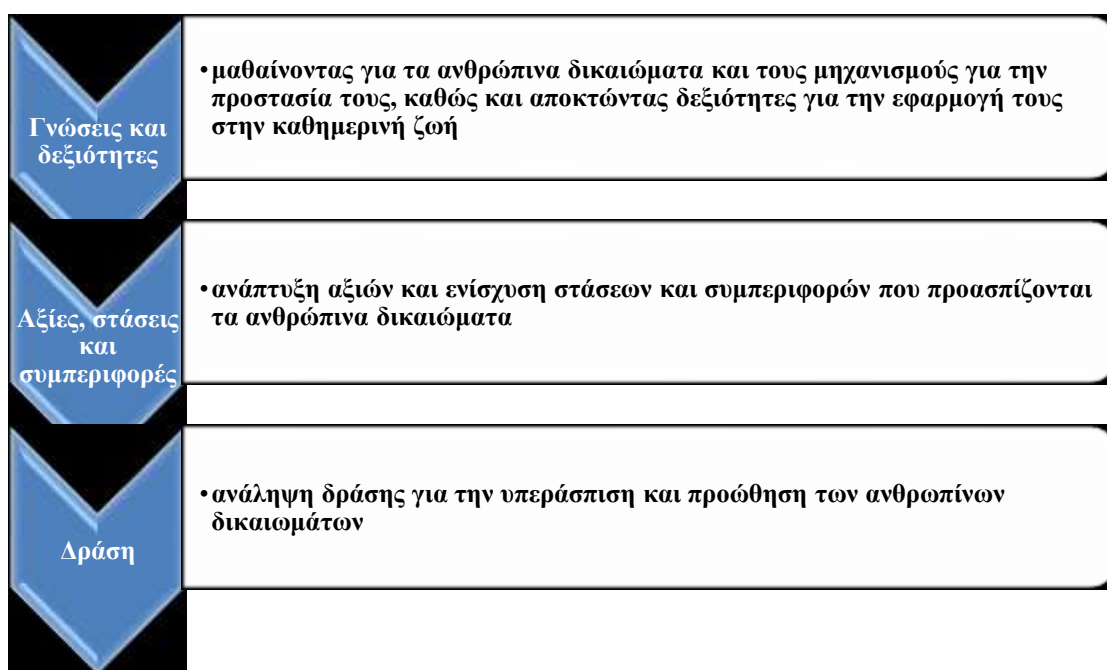 Γνώσεις και
δεξιότητες
•μαθαίνοντας για τα ανθρώπινα δικαιώματα και τους μηχανισμούς για την
προστασία τους, καθώς και αποκτώντας δεξιότητες για την εφαρμογή τους
στην καθημερινή ζωή
Αξίες, στάσεις
και
συμπεριφορές
•ανάπτυξη αξιών και ενίσχυση στάσεων και συμπεριφορών που προασπίζονται
τα ανθρώπινα δικαιώματα
Δράση
•ανάληψη δράσης για την υπεράσπιση και προώθηση των ανθρωπίνων
δικαιωμάτων